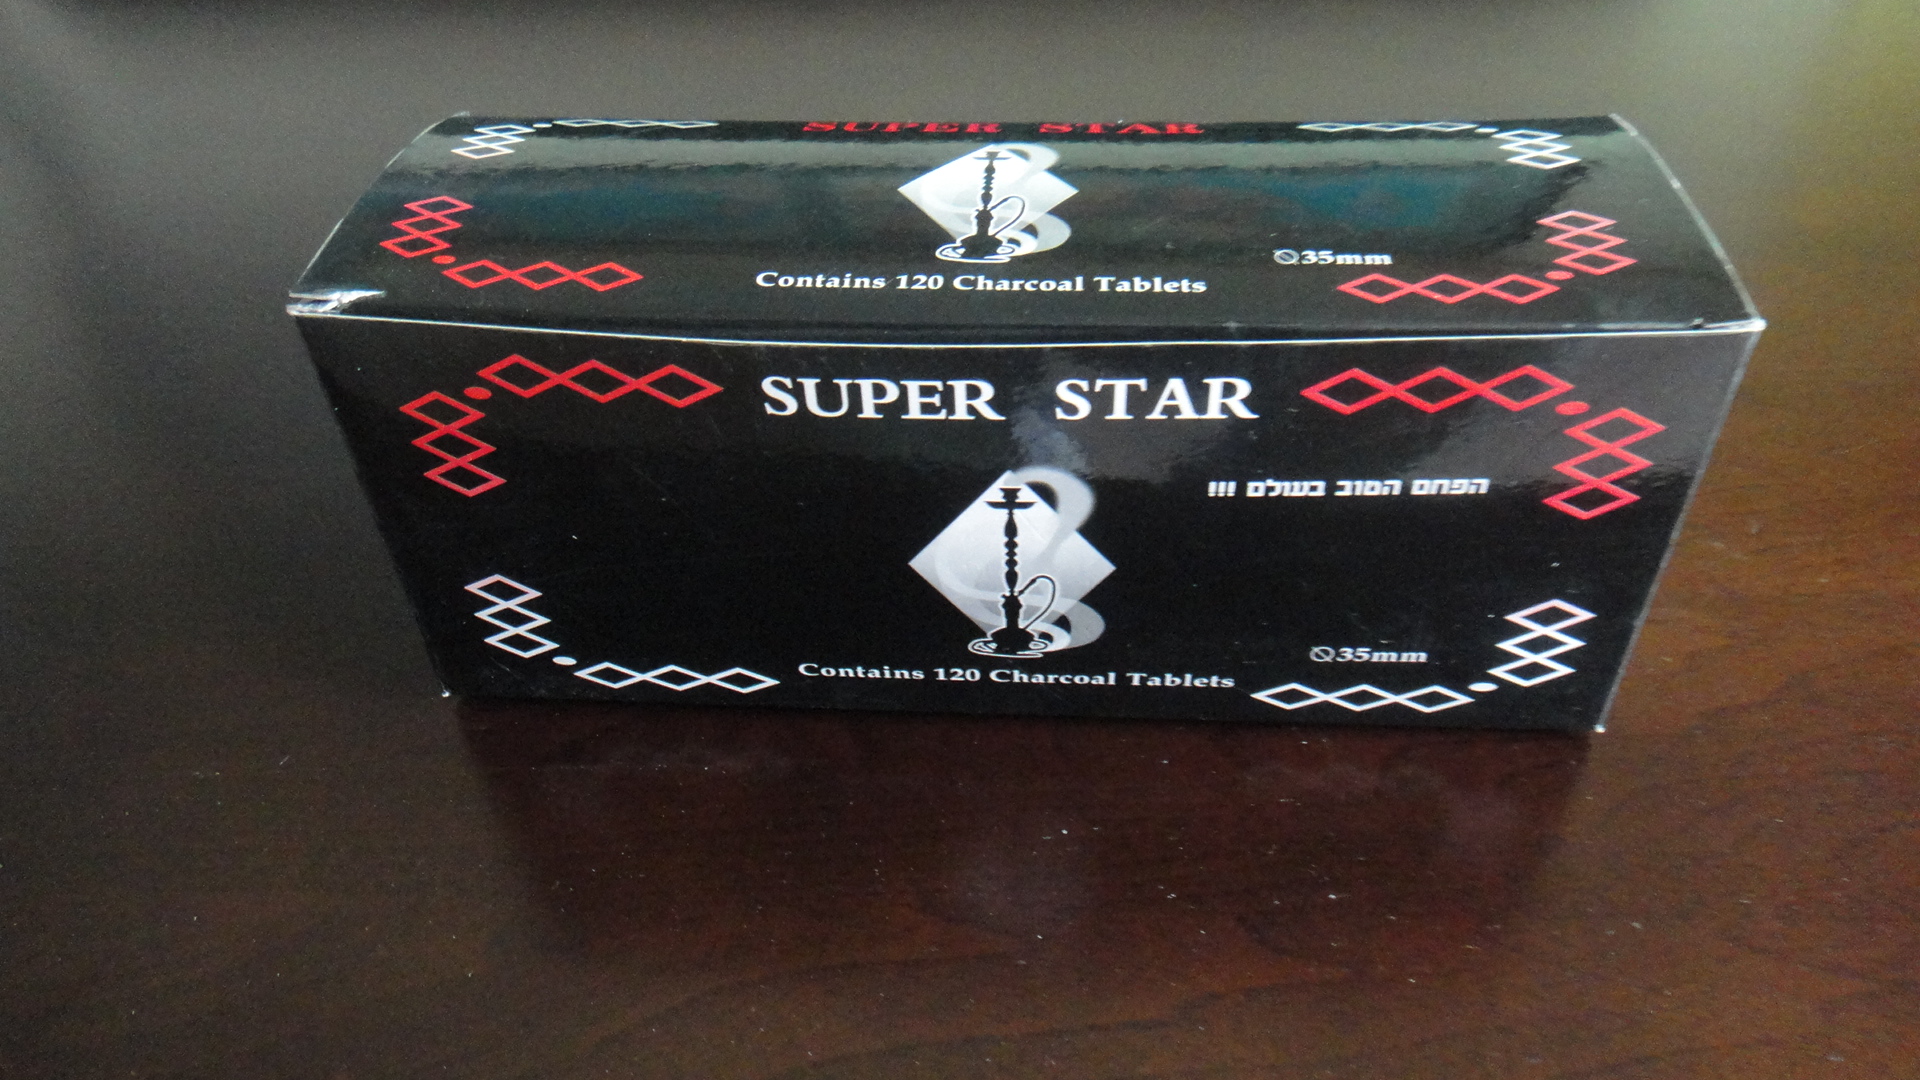 SUPER STAR
Contains 120 Charcoal Tablets
Ø35mm
SUPER STAR
הפחם הטוב בעולם !!!
Ø35mm
Contains 120 Charcoal Tablets